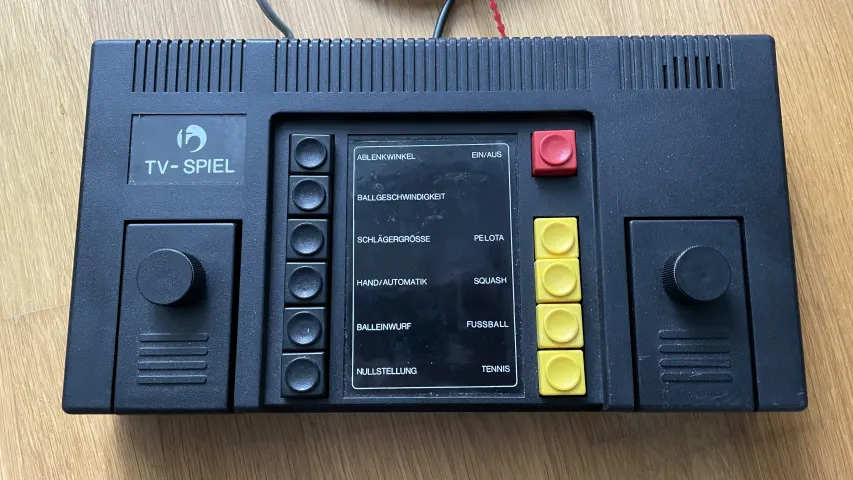 TV-SPIEL
ABLENKWINKEL EIN/AUS
BALLGESCHWINDIGKEIT
SCHLÄGERGRÖSSE PELOTA
HAND/AUTOMATIK SQUASH
BALLEINWURF FUSSBALL
NULLSTELLUNG TENNIS